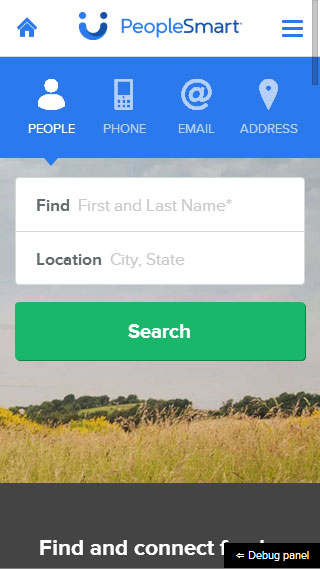 PeopleSmart
PEOPLE PHONE EMAIL ADDRESS
Find First and Last Name*
Location City, State
Search
Find and connect
⇐ Debug panel